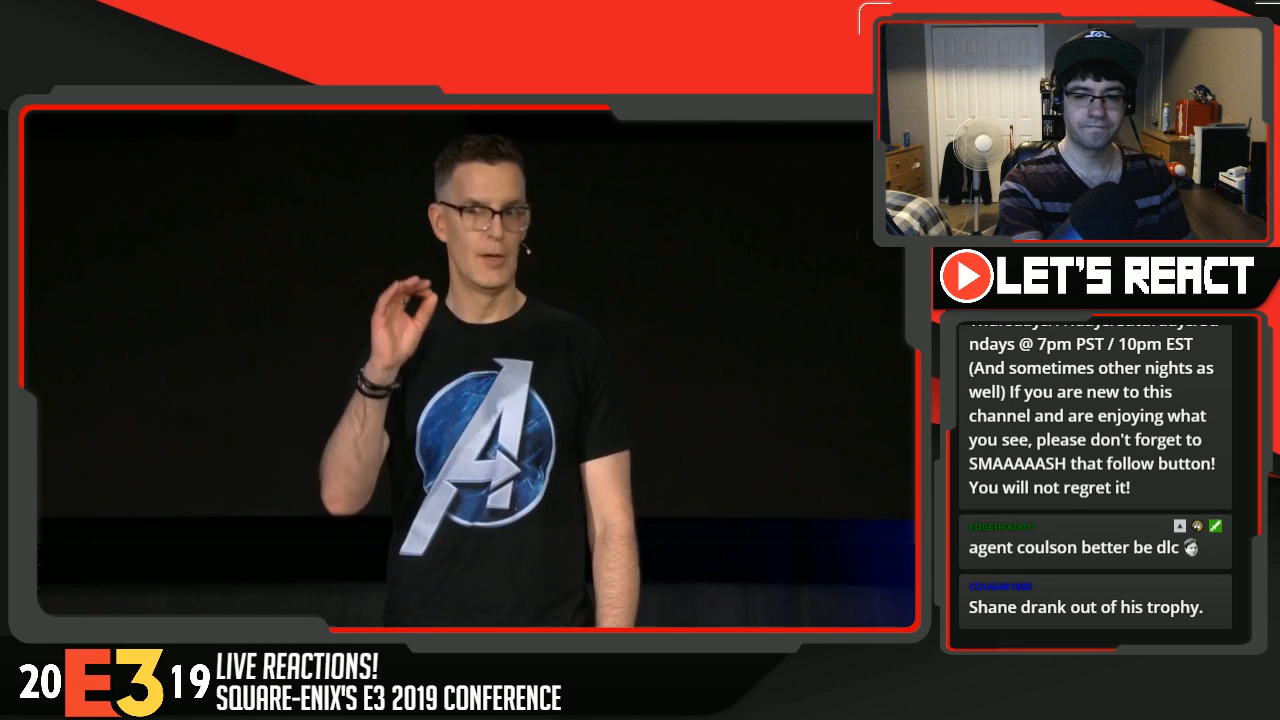 LET'S REACT
ndays @ 7pm PST / 10pm EST
(And sometimes other nights as
well) If you are new to this
channel and are enjoying what
you see, please don't forget to
SMAAAAASH that follow button!
You will not regret it!
agent coulson better be dlc
Shane drank out of his trophy.
20 E3 19
LIVE REACTIONS!
SQUARE-ENIX'S E3 2019 CONFERENCE